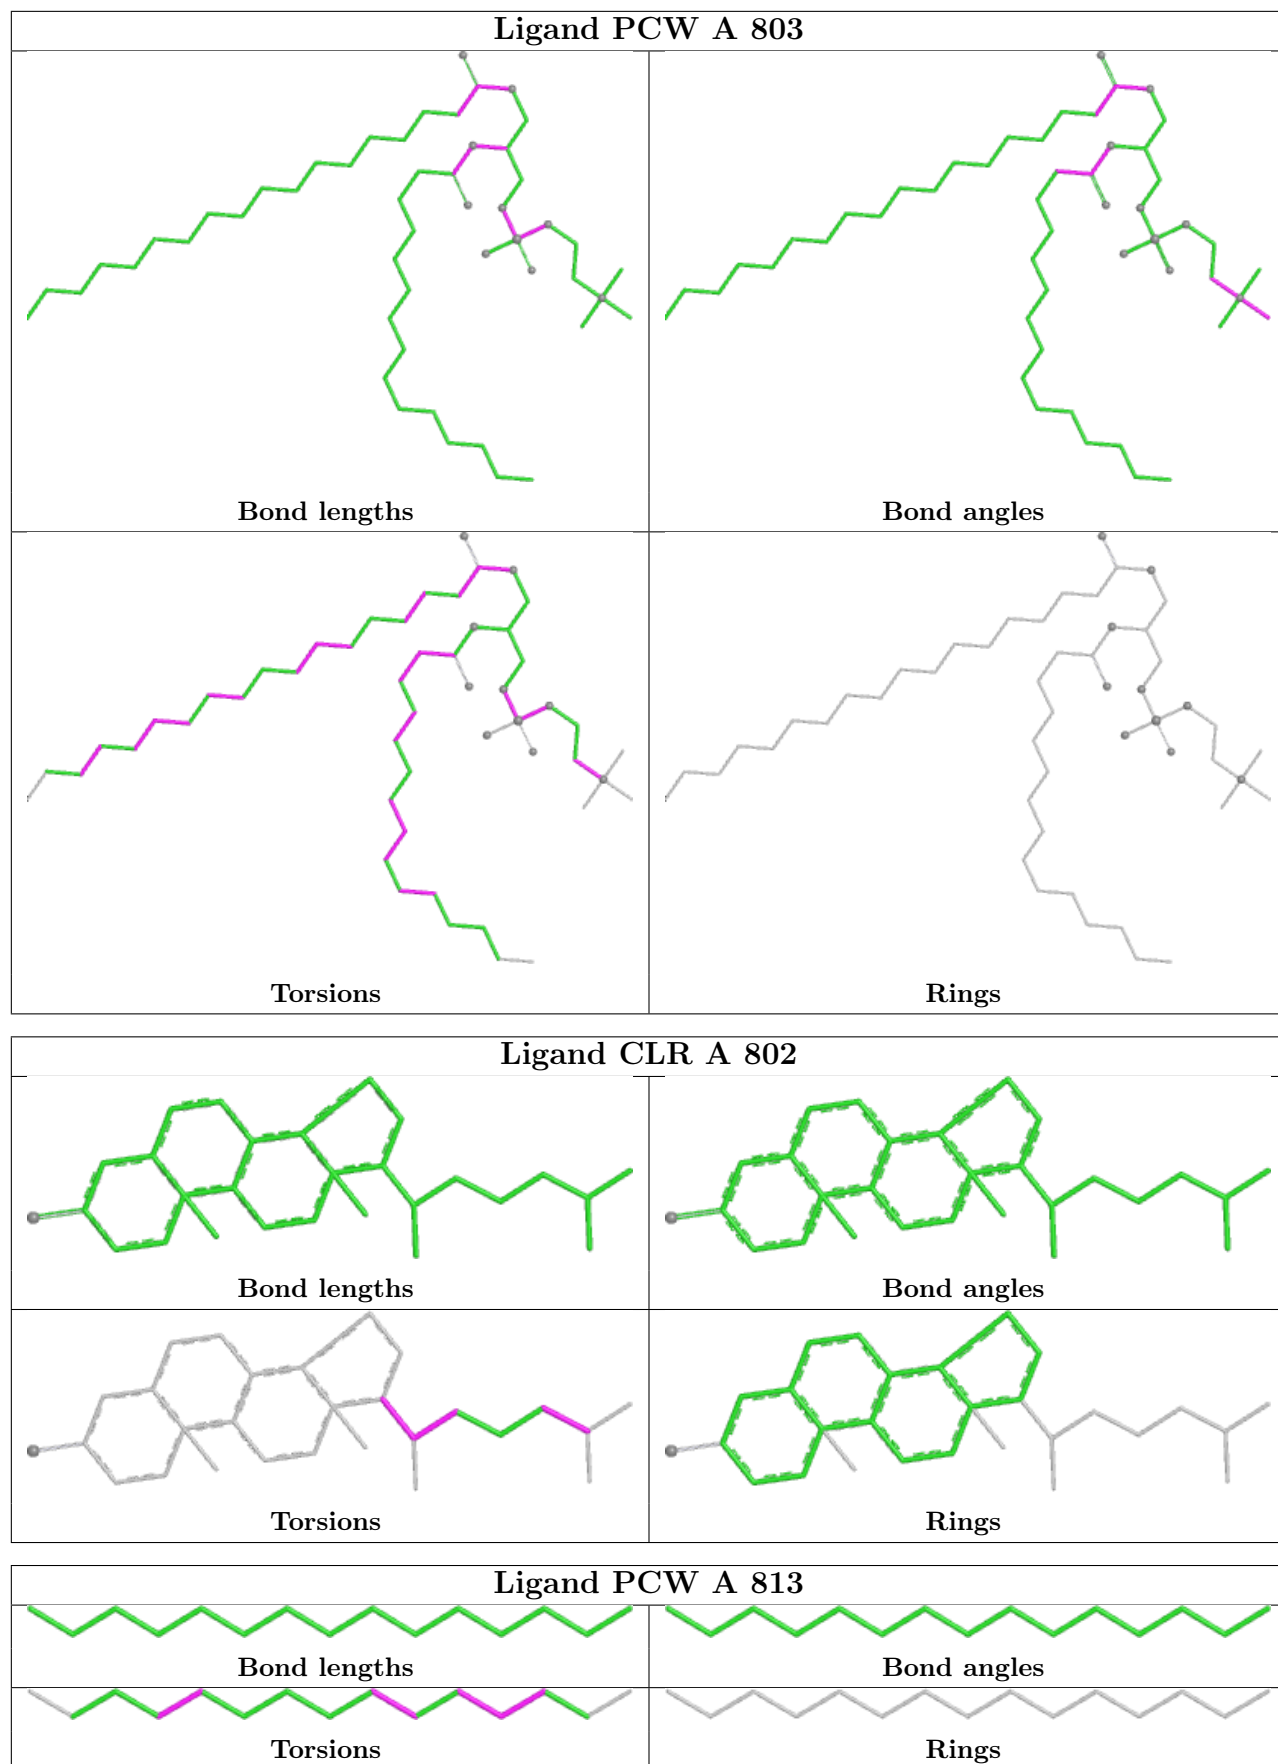 Ligand PCW A 803
Bond lengths
Bond angles
Torsions
Rings
Ligand CLR A 802
Bond lengths
Bond angles
Torsions
Rings
Ligand PCW A 813
Bond lengths
Bond angles
Torsions
Rings